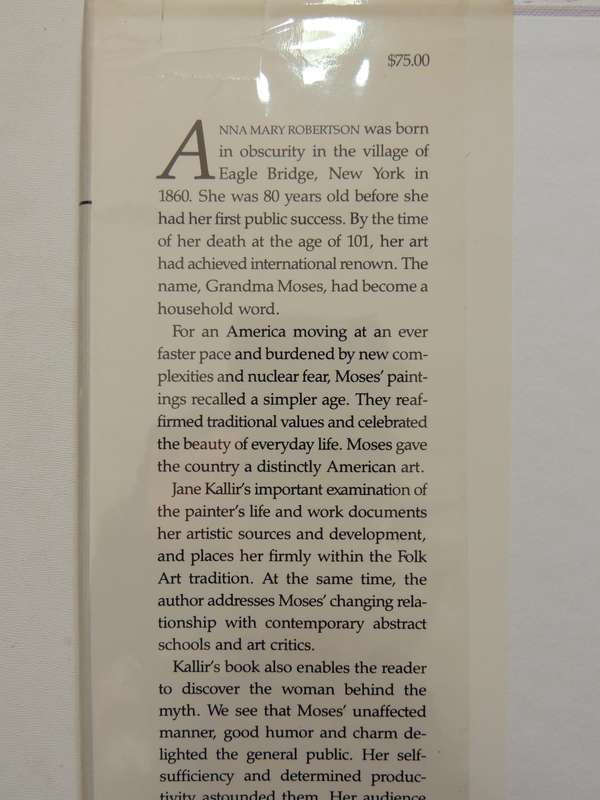 $75.00
ANNA MARY ROBERTSON was born
in obscurity in the village of
Eagle Bridge, New York in
1860. She was 80 years old before she
had her first public success. By the time
of her death at the age of 101, her art
had achieved international renown. The
name, Grandma Moses, had become a
household word.
For an America moving at an ever
faster pace and burdened by new com-
plexities and nuclear fear, Moses' paint-
ings recalled a simpler age. They reaf-
firmed traditional values and celebrated
the beauty of everyday life. Moses gave
the country a distinctly American art.
Jane Kallir's important examination of
the painter's life and work documents
her artistic sources and development,
and places her firmly within the Folk
Art tradition. At the same time, the
author addresses Moses' changing rela-
tionship with contemporary abstract
schools and art critics.
Kallir's book also enables the reader
to discover the woman behind the
myth. We see that Moses' unaffected
manner, good humor and charm de-
lighted the general public. Her self-
sufficiency and determined produc-
tivity astounded them. Her audience